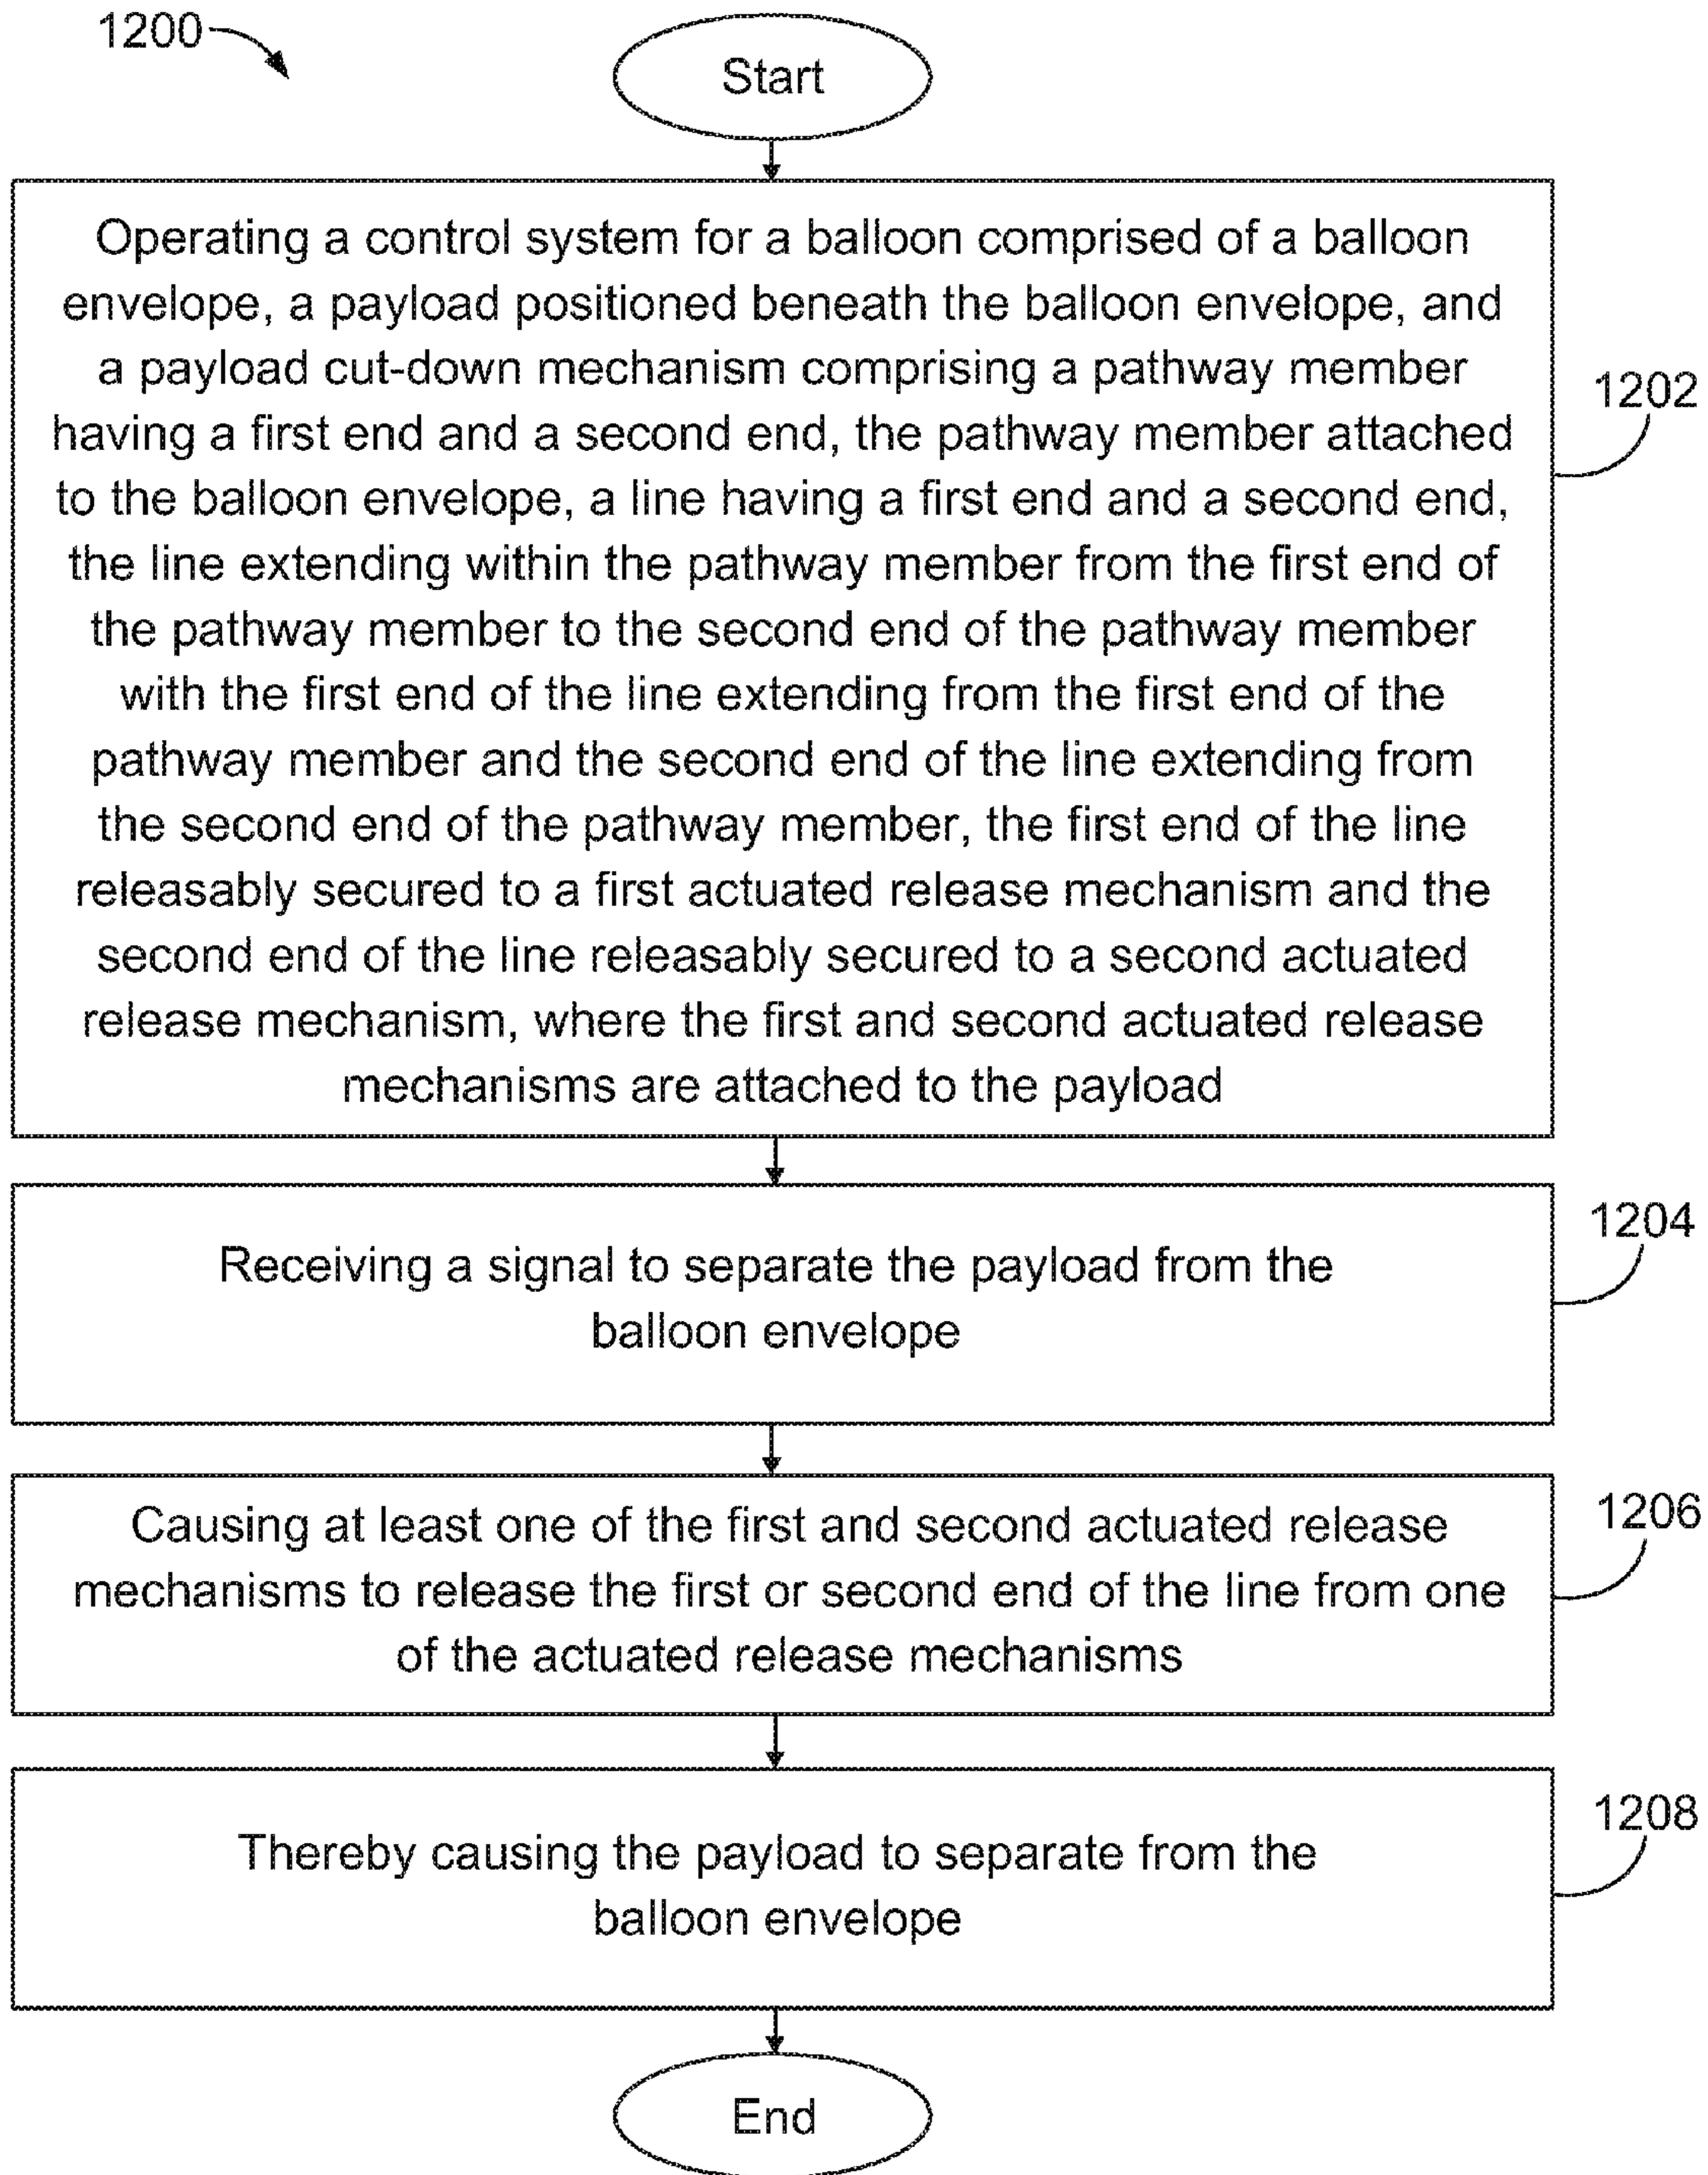 1200
Start
Operating a control system for a balloon comprised of a balloon
envelope, a payload positioned beneath the balloon envelope, and
a payload cut-down mechanism comprising a pathway member
having a first end and a second end, the pathway member attached
to the balloon envelope, a line having a first end and a second end,
the line extending within the pathway member from the first end of
the pathway member to the second end of the pathway member
with the first end of the line extending from the first end of the
pathway member and the second end of the line extending from
the second end of the pathway member, the first end of the line
releasably secured to a first actuated release mechanism and the
second end of the line releasably secured to a second actuated
release mechanism, where the first and second actuated release
mechanisms are attached to the payload
1202
Receiving a signal to separate the payload from the
balloon envelope
1204
Causing at least one of the first and second actuated release
mechanisms to release the first or second end of the line from one
of the actuated release mechanisms
1206
Thereby causing the payload to separate from the
balloon envelope
1208
End